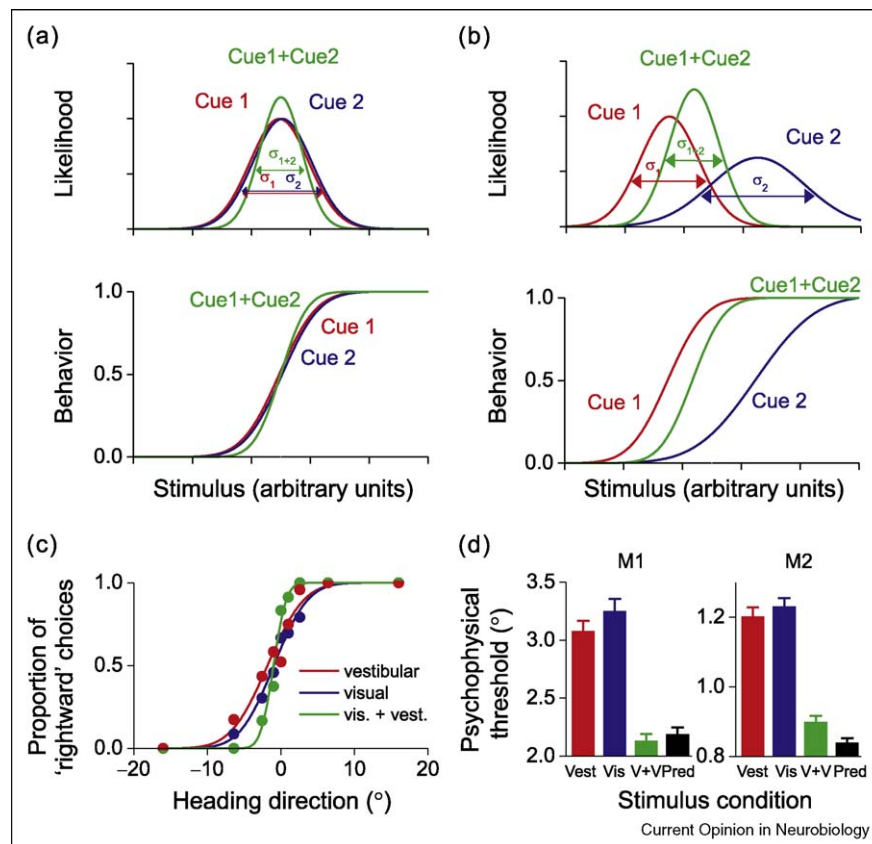 (a)
Cue1+Cue2
Cue 1
Cue 2
Likelihood
σ1+2
σ1
σ2
1.0
0.5
0.0
Behavior
Cue1+Cue2
Cue 1
Cue 2
Stimulus (arbitrary units)
(b)
Cue1+Cue2
Cue 1
Cue 2
Likelihood
σ1
σ1+2
σ2
1.0
0.5
0.0
Behavior
Cue1+Cue2
Cue 1
Cue 2
Stimulus (arbitrary units)
(c)
Proportion of
'rightward' choices
1.0
0.5
0.0
vestibular
visual
vis. + vest.
−20 −10 0 10 20
Heading direction (°)
(d)
M1
M2
Psychophysical
threshold (°)
3.5
3.0
2.5
2.0
Vest Vis V+V Pred
1.2
1.0
0.8
Vest Vis V+V Pred
Stimulus condition
Current Opinion in Neurobiology